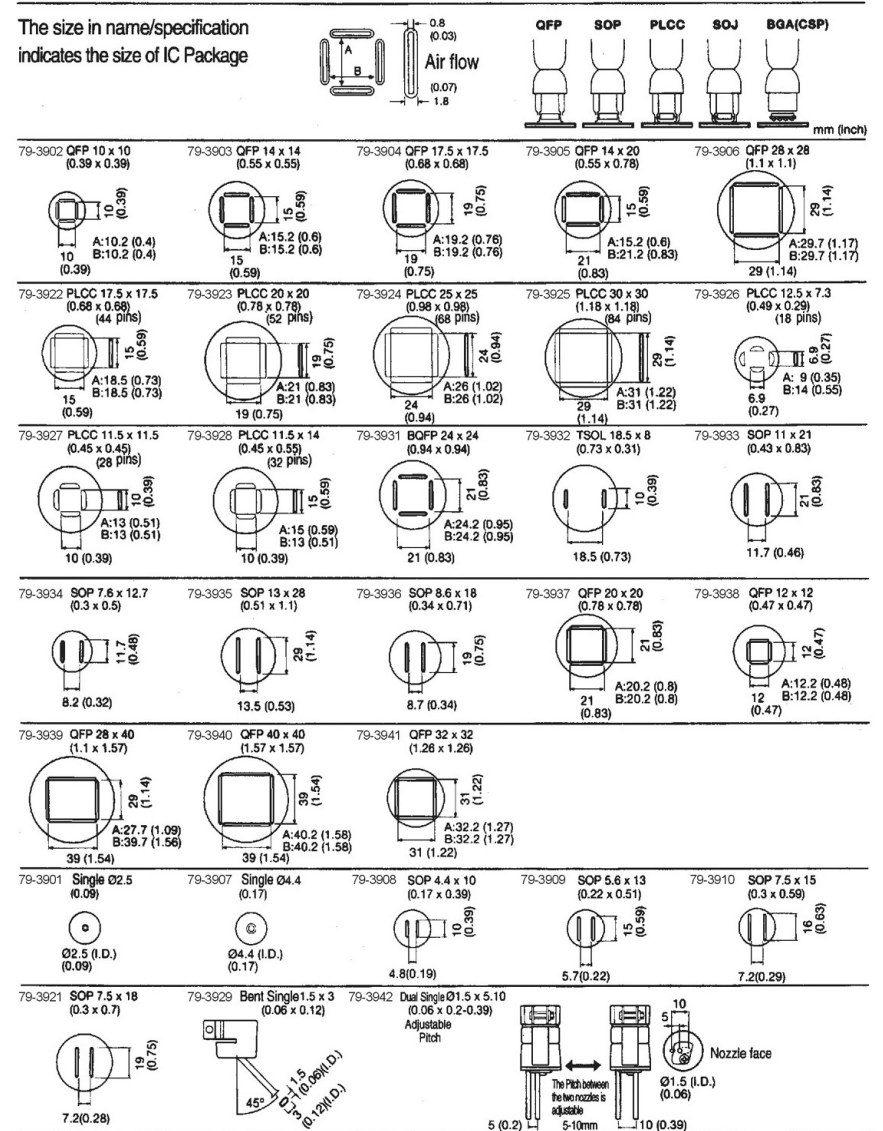 The size in name/specification
indicates the size of IC Package
A
B
0.8
(0.03)
Air flow
(0.07)
1.8
QFP SOP PLCC SOJ BGA(CSP)
mm (inch)
79-3902 QFP 10 x 10
(0.39 x 0.39)
10
(0.39)
A:10.2 (0.4)
B:10.2 (0.4)
10
(0.39)
79-3903 QFP 14 x 14
(0.55 x 0.55)
15
(0.59)
A:15.2 (0.6)
B:15.2 (0.6)
15
(0.59)
79-3904 QFP 17.5 x 17.5
(0.68 x 0.68)
19
(0.75)
A:19.2 (0.76)
B:19.2 (0.76)
19
(0.75)
79-3905 QFP 14 x 20
(0.55 x 0.78)
15
(0.59)
A:15.2 (0.6)
B:21.2 (0.83)
21
(0.83)
79-3906 QFP 28 x 28
(1.1 x 1.1)
29
(1.14)
A:29.7 (1.17)
B:29.7 (1.17)
29 (1.14)
79-3922 PLCC 17.5 x 17.5
(0.68 x 0.68)
(44 pins)
15
(0.59)
A:18.5 (0.73)
B:18.5 (0.73)
15
(0.59)
79-3923 PLCC 20 x 20
(0.78 x 0.78)
(52 pins)
19
(0.75)
A:21 (0.83)
B:21 (0.83)
19 (0.75)
79-3924 PLCC 25 x 25
(0.98 x 0.98)
(68 pins)
24
(0.94)
A:26 (1.02)
B:26 (1.02)
24
(0.94)
79-3925 PLCC 30 x 30
(1.18 x 1.18)
(84 pins)
29
(1.14)
A:31 (1.22)
B:31 (1.22)
29
(1.14)
79-3926 PLCC 12.5 x 7.3
(0.49 x 0.29)
(18 pins)
6.9
(0.27)
A: 9 (0.35)
B:14 (0.55)
6.9
(0.27)
79-3927 PLCC 11.5 x 11.5
(0.45 x 0.45)
(28 pins)
10
(0.39)
A:13 (0.51)
B:13 (0.51)
10 (0.39)
79-3928 PLCC 11.5 x 14
(0.45 x 0.55)
(32 pins)
15
(0.59)
A:15 (0.59)
B:13 (0.51)
10 (0.39)
79-3931 BQFP 24 x 24
(0.94 x 0.94)
21
(0.83)
A:24.2 (0.95)
B:24.2 (0.95)
21 (0.83)
79-3932 TSOL 18.5 x 8
(0.73 x 0.31)
10
(0.39)
18.5 (0.73)
79-3933 SOP 11 x 21
(0.43 x 0.83)
21
(0.83)
11.7 (0.46)
79-3934 SOP 7.6 x 12.7
(0.3 x 0.5)
11.7
(0.48)
8.2 (0.32)
79-3935 SOP 13 x 28
(0.51 x 1.1)
29
(1.14)
13.5 (0.53)
79-3936 SOP 8.6 x 18
(0.34 x 0.71)
19
(0.75)
8.7 (0.34)
79-3937 QFP 20 x 20
(0.78 x 0.78)
21
(0.83)
A:20.2 (0.8)
B:20.2 (0.8)
21
(0.83)
79-3938 QFP 12 x 12
(0.47 x 0.47)
12
(0.47)
A:12.2 (0.48)
B:12.2 (0.48)
12
(0.47)
79-3939 QFP 28 x 40
(1.1 x 1.57)
29
(1.14)
A:27.7 (1.09)
B:39.7 (1.56)
39 (1.54)
79-3940 QFP 40 x 40
(1.57 x 1.57)
39
(1.54)
A:40.2 (1.58)
B:40.2 (1.58)
39 (1.54)
79-3941 QFP 32 x 32
(1.26 x 1.26)
31
(1.22)
A:32.2 (1.27)
B:32.2 (1.27)
31 (1.22)
79-3901 Single Ø2.5
(0.09)
Ø2.5 (I.D.)
(0.09)
79-3907 Single Ø4.4
(0.17)
Ø4.4 (I.D.)
(0.17)
79-3908 SOP 4.4 x 10
(0.17 x 0.39)
10
(0.39)
4.8(0.19)
79-3909 SOP 5.6 x 13
(0.22 x 0.51)
15
(0.59)
5.7(0.22)
79-3910 SOP 7.5 x 15
(0.3 x 0.59)
16
(0.63)
7.2(0.29)
79-3921 SOP 7.5 x 18
(0.3 x 0.7)
19
(0.75)
7.2(0.28)
79-3929 Bent Single1.5 x 3
(0.06 x 0.12)
45°
1.5
(0.06)(I.D.)
3
(0.12)(I.D.)
79-3942 Dual Single Ø1.5 x 5.10
(0.06 x 0.2-0.39)
Adjustable
Pitch
The Pitch between
the two nozzles is
adjustable
5-10mm
5 (0.2)
10 (0.39)
10
5
Nozzle face
Ø1.5 (I.D.)
(0.06)